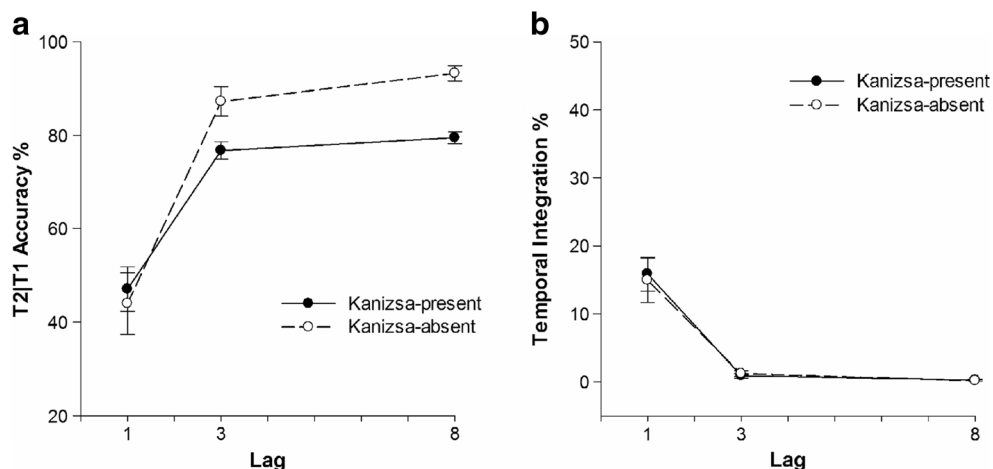 a
T2|T1 Accuracy %
100
80
60
40
20
1
3
8
Lag
Kanizsa-present
Kanizsa-absent
b
Temporal Integration %
50
40
30
20
10
0
1
3
8
Lag
Kanizsa-present
Kanizsa-absent